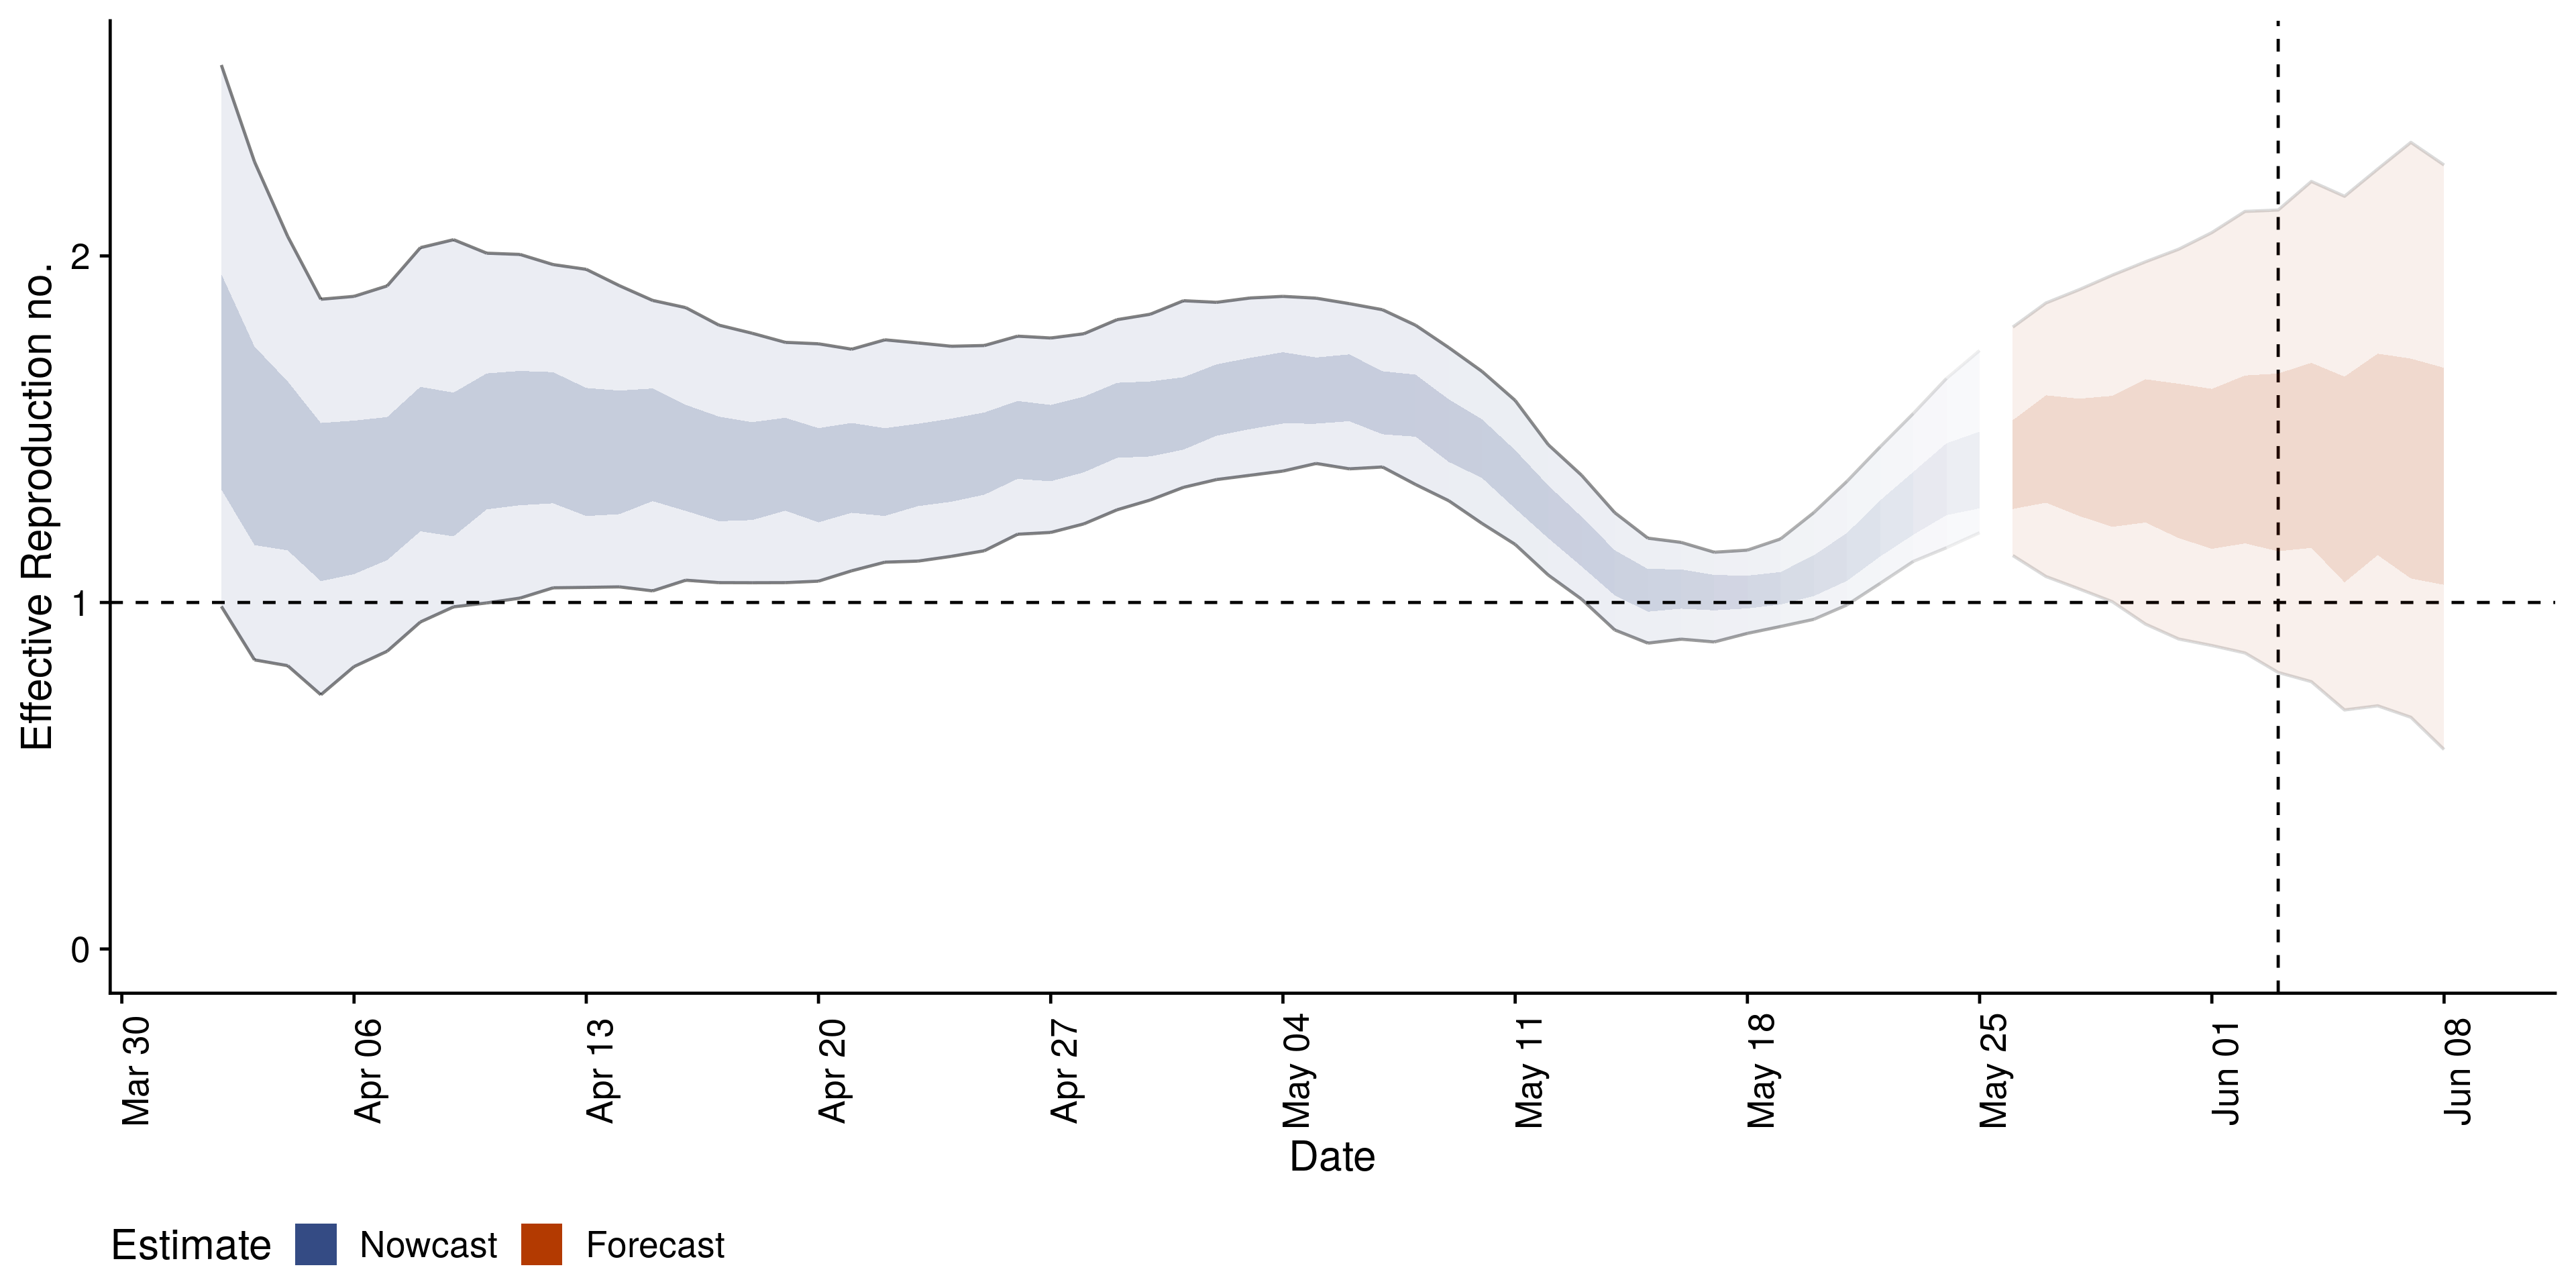 Effective Reproduction no.
2
1
0
Mar 30
Apr 06
Apr 13
Apr 20
Apr 27
May 04
May 11
May 18
May 25
Jun 01
Jun 08
Date
Estimate Nowcast Forecast